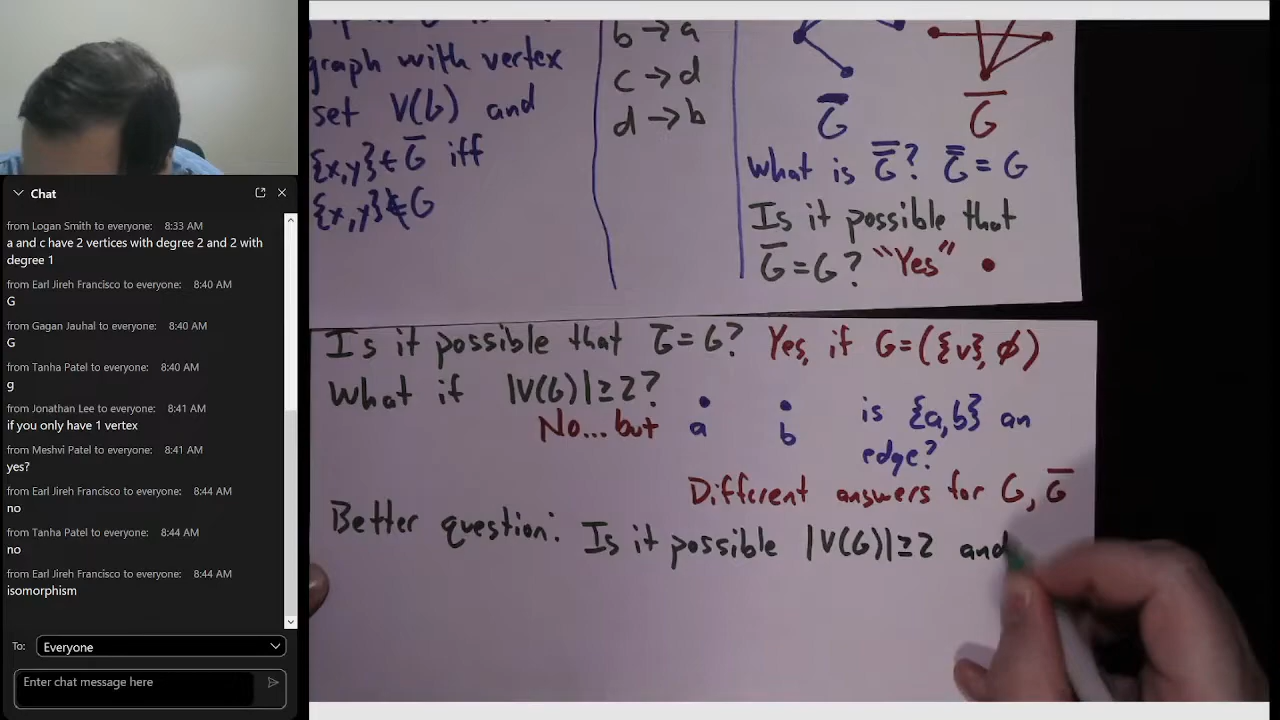 Chat
from Logan Smith to everyone: 8:33 AM
a and c have 2 vertices with degree 2 and 2 with
degree 1
from Earl Jireh Francisco to everyone: 8:40 AM
G
from Gagan Jauhal to everyone: 8:40 AM
G
from Tanha Patel to everyone: 8:40 AM
g
from Jonathan Lee to everyone: 8:41 AM
if you only have 1 vertex
from Meshvi Patel to everyone: 8:41 AM
yes?
from Earl Jireh Francisco to everyone: 8:44 AM
no
from Tanha Patel to everyone: 8:44 AM
no
from Earl Jireh Francisco to everyone: 8:44 AM
isomorphism
To: Everyone
Enter chat message here
graph with vertex
set V(G) and
{x,y}∈G̅ iff
{x,y}∉G
b→a
c→d
d→b
G̅
G̅
What is G̿? G̿=G
Is it possible that
G̅=G? "Yes"
Is it possible that G̅=G? Yes, if G=({v},∅)
What if |V(G)|≥2?
No...but
a
b
is {a,b} an
edge?
Different answers for G, G̅
Better question: Is it possible |V(G)|≥2 and